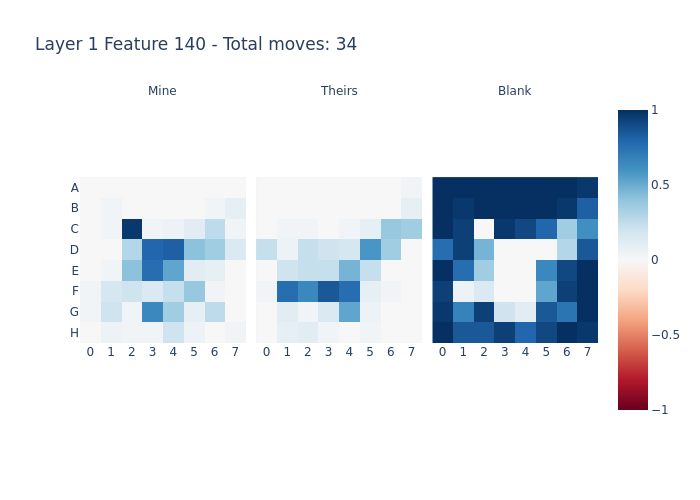 Layer 1 Feature 140 - Total moves: 34
Mine Theirs Blank
A
B
C
D
E
F
G
H
0 1 2 3 4 5 6 7 0 1 2 3 4 5 6 7 0 1 2 3 4 5 6 7
1
0.5
0
−0.5
−1